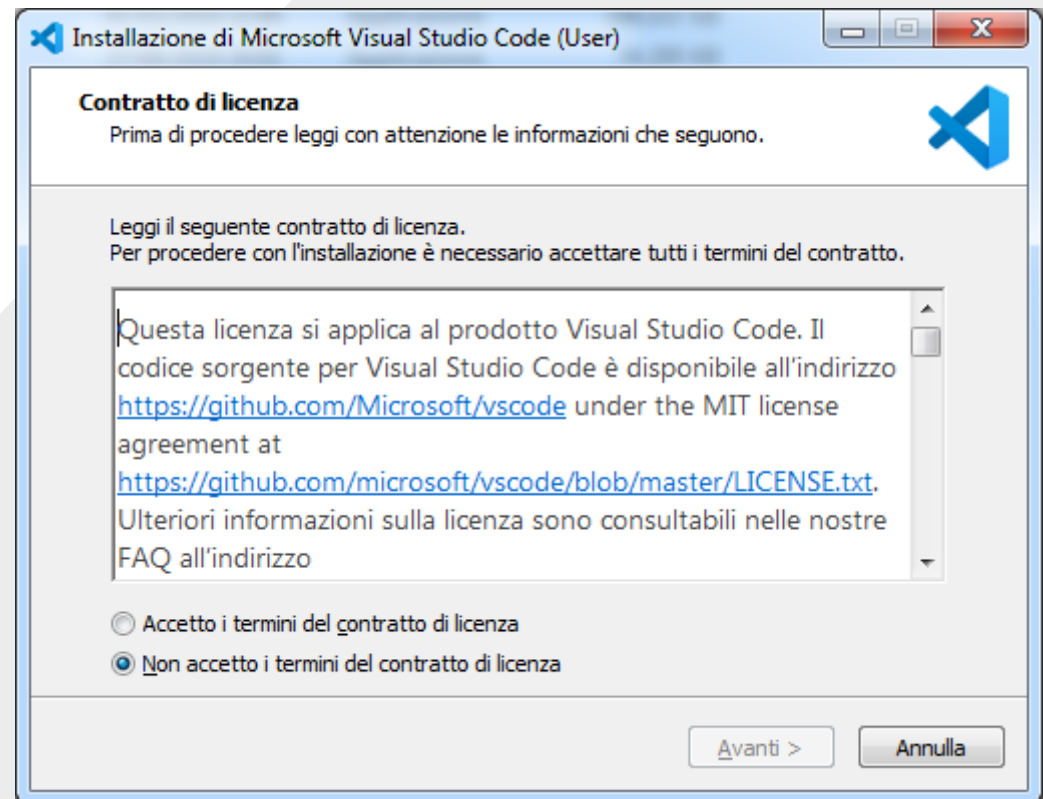 Installazione di Microsoft Visual Studio Code (User)
Contratto di licenza
Prima di procedere leggi con attenzione le informazioni che seguono.
Leggi il seguente contratto di licenza.
Per procedere con l'installazione è necessario accettare tutti i termini del contratto.
Questa licenza si applica al prodotto Visual Studio Code. Il
codice sorgente per Visual Studio Code è disponibile all'indirizzo
https://github.com/Microsoft/vscode under the MIT license
agreement at
https://github.com/microsoft/vscode/blob/master/LICENSE.txt.
Ulteriori informazioni sulla licenza sono consultabili nelle nostre
FAQ all'indirizzo
Accetto i termini del contratto di licenza
Non accetto i termini del contratto di licenza
Avanti >
Annulla